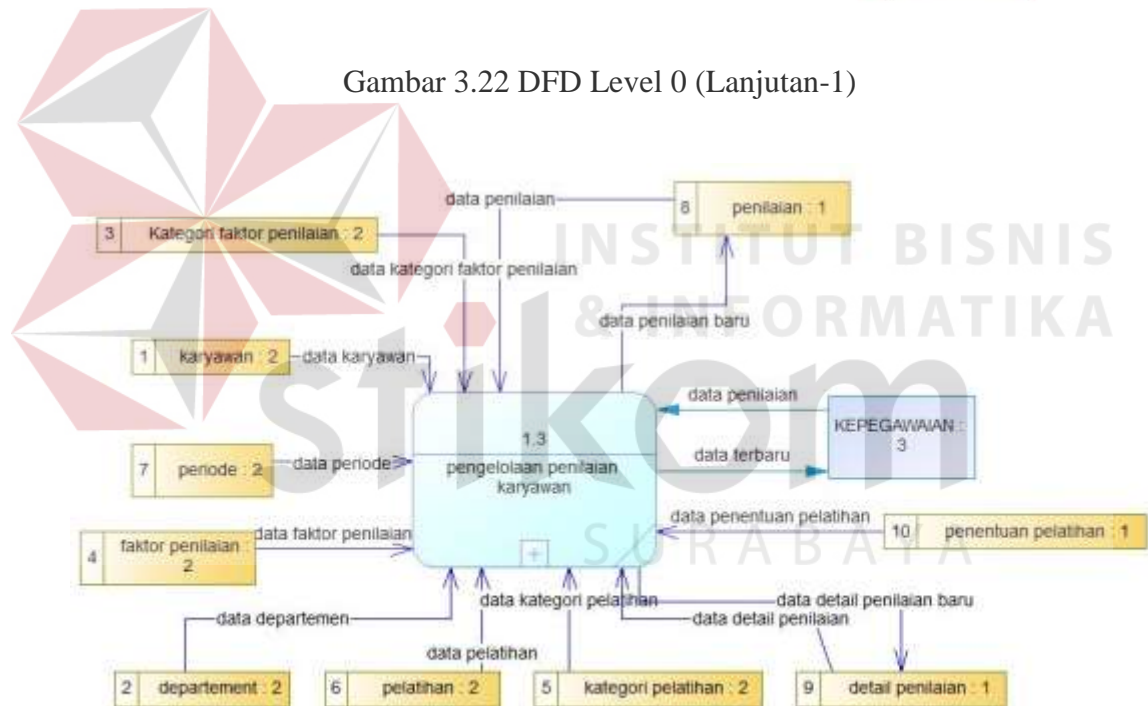 Gambar 3.22 DFD Level 0 (Lanjutan-1)
data penilaian
8 penilaian : 1
3 Kategori faktor penilaian : 2
INSTITUT BISNIS
data kategori faktor penilaian
& INFORMATIKA
data penilaian baru
1 karyawan : 2
data karyawan
stikom
data penilaian
KEPEGAWAIAN :
3
1.3
pengelolaan penilaian
karyawan
data terbaru
7 periode : 2
data periode
data penentuan pelatihan
10 penentuan pelatihan : 1
SURABAYA
4 faktor penilaian :
2
data faktor penilaian
+
data kategori pelatihan
data detail penilaian baru
data departemen
data detail penilaian
data pelatihan
2 departement : 2
6 pelatihan : 2
5 kategori pelatihan : 2
9 detail penilaian : 1